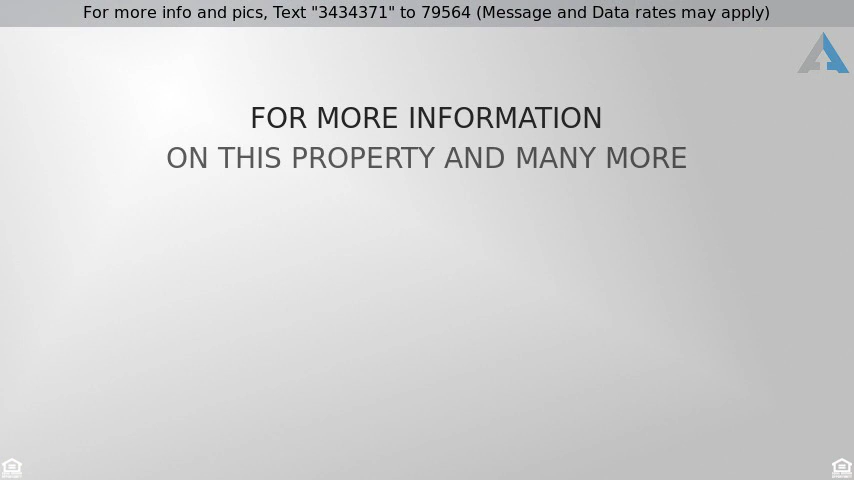 For more info and pics, Text "3434371" to 79564 (Message and Data rates may apply)
FOR MORE INFORMATION
ON THIS PROPERTY AND MANY MORE